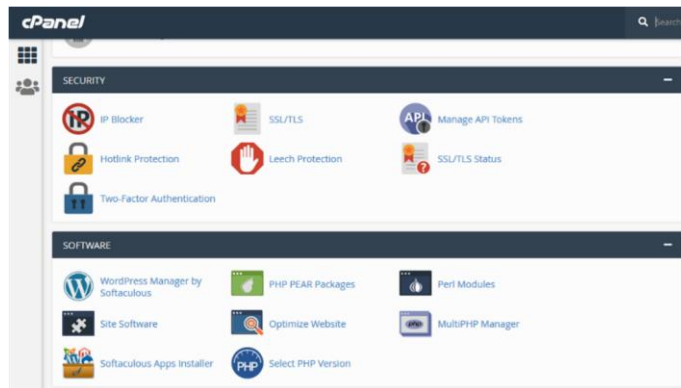 cPanel
Search
SECURITY
IP Blocker
SSL/TLS
Manage API Tokens
Hotlink Protection
Leech Protection
SSL/TLS Status
Two-Factor Authentication
SOFTWARE
WordPress Manager by
Softaculous
PHP PEAR Packages
Perl Modules
Site Software
Optimize Website
MultiPHP Manager
Softaculous Apps Installer
Select PHP Version